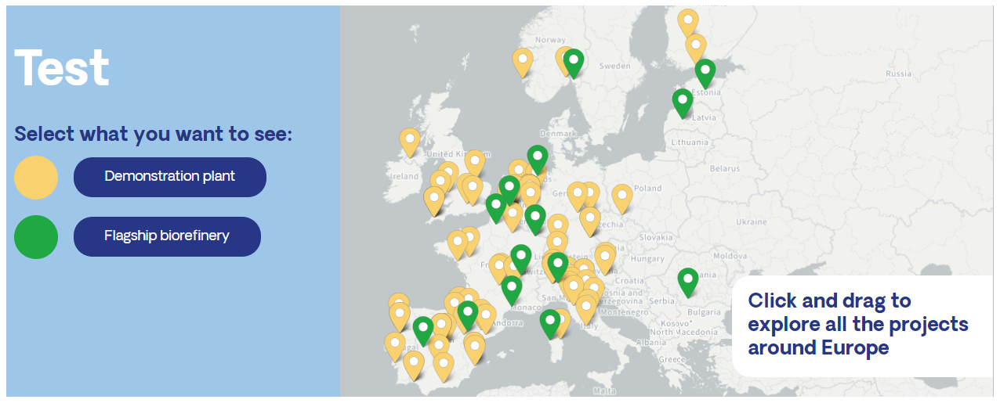 Test
Select what you want to see:
Demonstration plant
Flagship biorefinery
Norway
Sweden
Russia
Estonia
Latvia
Denmark
Lithuania
United Kingdom
Ireland
Belarus
Poland
Ukraine
Slovakia
Hungary
Moldova
Croatia
Serbia
Monaco
Montenegro
Bulgaria
Andorra
Italy
Kosovo*
North Macedonia
Albania
Greece
Malta
Click and drag to
explore all the projects
around Europe